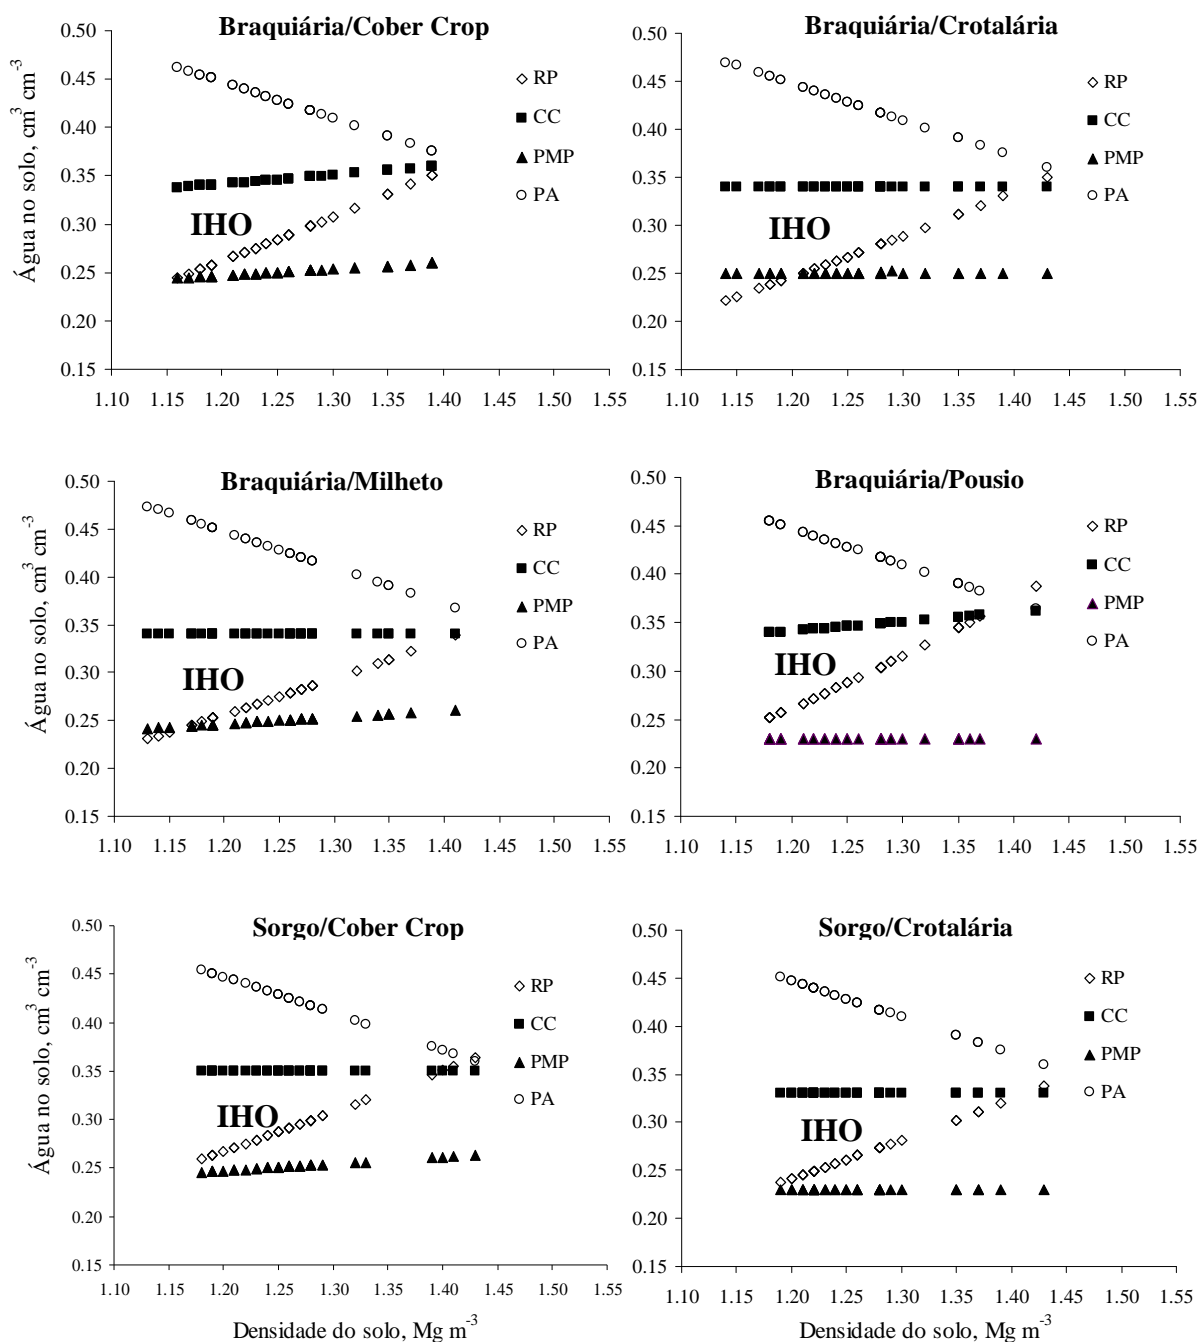 Braquiária/Cober Crop
Água no solo, cm³ cm⁻³
0.50
0.45
0.40
0.35
0.30
0.25
0.20
0.15
RP
CC
PMP
PA
IHO
1.10 1.15 1.20 1.25 1.30 1.35 1.40 1.45 1.50 1.55
Braquiária/Crotalária
0.50
0.45
0.40
0.35
0.30
0.25
0.20
0.15
RP
CC
PMP
PA
IHO
1.10 1.15 1.20 1.25 1.30 1.35 1.40 1.45 1.50 1.55
Braquiária/Milheto
Água no solo, cm³ cm⁻³
0.50
0.45
0.40
0.35
0.30
0.25
0.20
0.15
RP
CC
PMP
PA
IHO
1.10 1.15 1.20 1.25 1.30 1.35 1.40 1.45 1.50 1.55
Braquiária/Pousio
0.50
0.45
0.40
0.35
0.30
0.25
0.20
0.15
RP
CC
PMP
PA
IHO
1.10 1.15 1.20 1.25 1.30 1.35 1.40 1.45 1.50 1.55
Sorgo/Cober Crop
Água no solo, cm³ cm⁻³
0.50
0.45
0.40
0.35
0.30
0.25
0.20
0.15
RP
CC
PMP
PA
IHO
1.10 1.15 1.20 1.25 1.30 1.35 1.40 1.45 1.50 1.55
Densidade do solo, Mg m⁻³
Sorgo/Crotalária
0.50
0.45
0.40
0.35
0.30
0.25
0.20
0.15
RP
CC
PMP
PA
IHO
1.10 1.15 1.20 1.25 1.30 1.35 1.40 1.45 1.50 1.55
Densidade do solo, Mg m⁻³